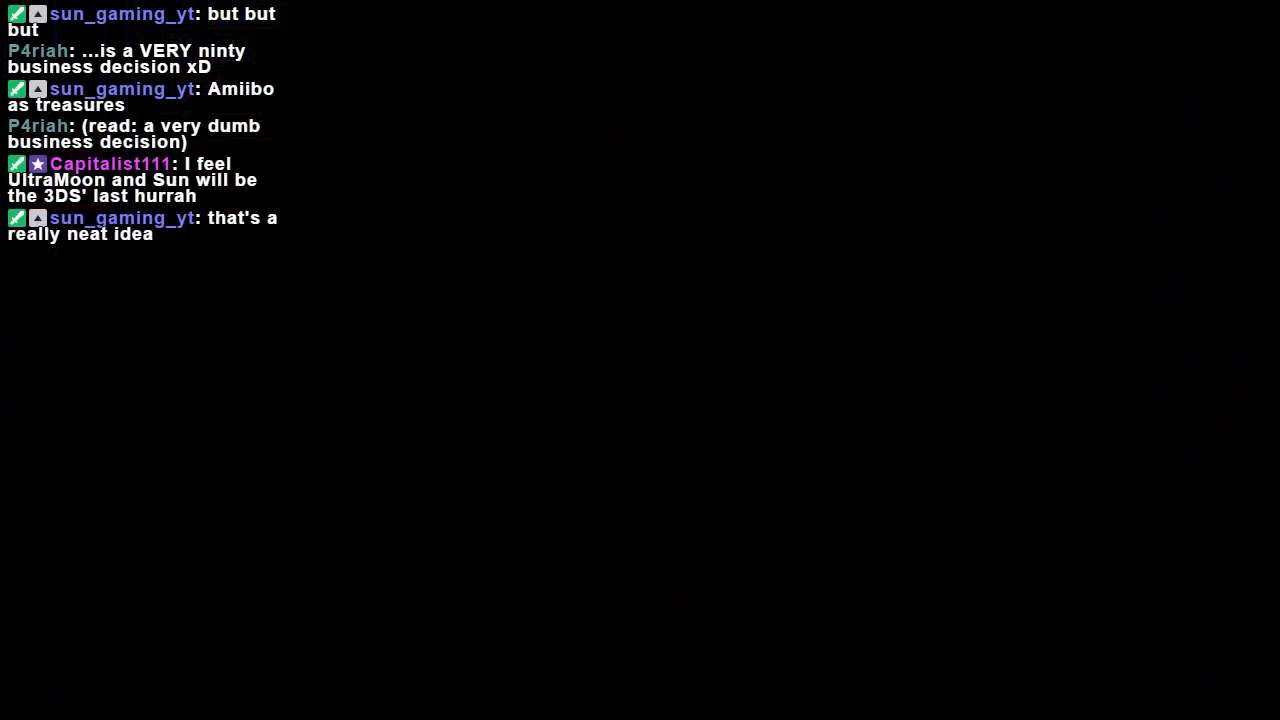 sun_gaming_yt: but but
but
P4riah: ...is a VERY ninty
business decision xD
sun_gaming_yt: Amiibo
as treasures
P4riah: (read: a very dumb
business decision)
Capitalist111: I feel
UltraMoon and Sun will be
the 3DS' last hurrah
sun_gaming_yt: that's a
really neat idea